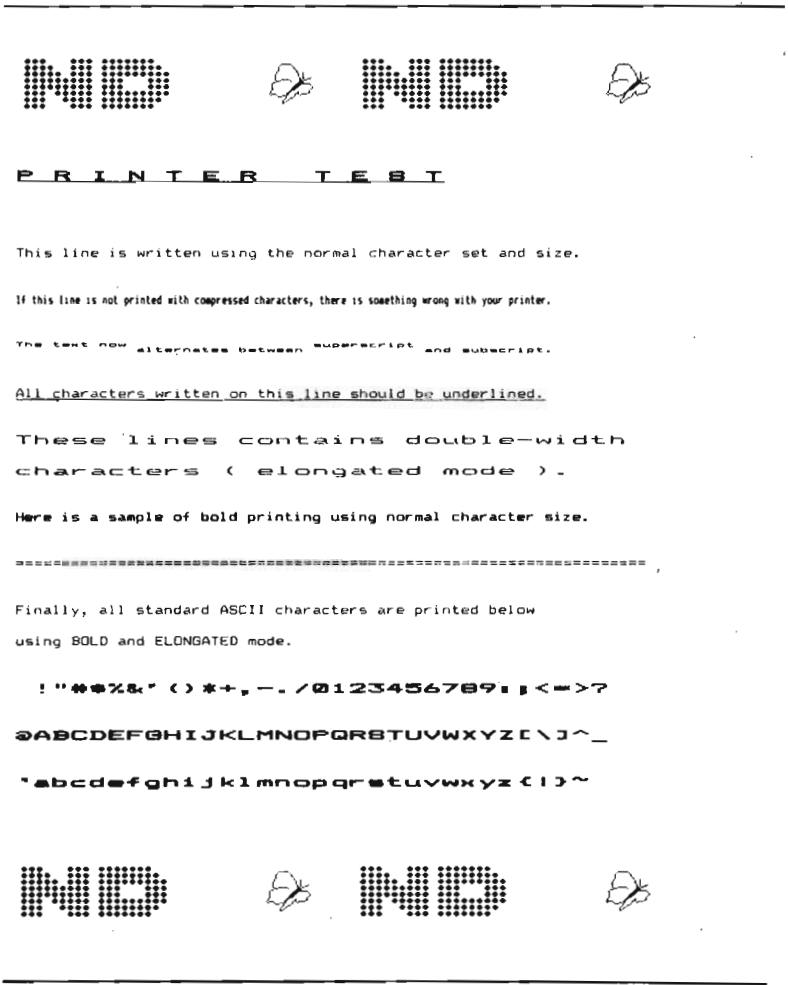 ND ND
PRINTER TEST
This line is written using the normal character set and size.
If this line is not printed with compressed characters, there is something wrong with your printer.
The text now alternates between superscript and subscript.
All characters written on this line should be underlined.
These lines contains double-width
characters ( elongated mode ).
Here is a sample of bold printing using normal character size.
====================================================================
Finally, all standard ASCII characters are printed below
using BOLD and ELONGATED mode.
!"#$%&'()*+,-./0123456789:;<=>?
@ABCDEFGHIJKLMNOPQRSTUVWXYZ[\]^_
`abcdefghijklmnopqrstuvwxyz{|}~
ND ND